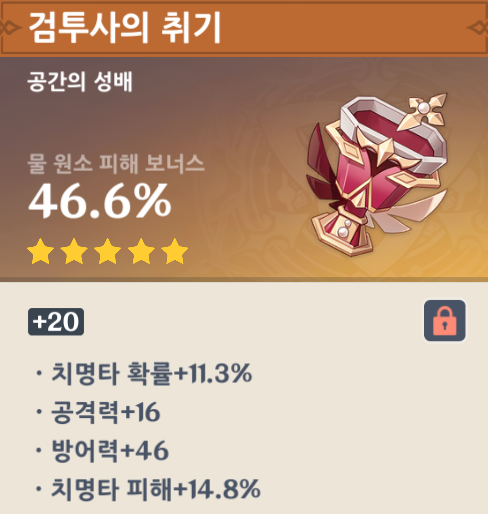 검투사의 취기
공간의 성배
물 원소 피해 보너스
46.6%
+20
· 치명타 확률+11.3%
· 공격력+16
· 방어력+46
· 치명타 피해+14.8%